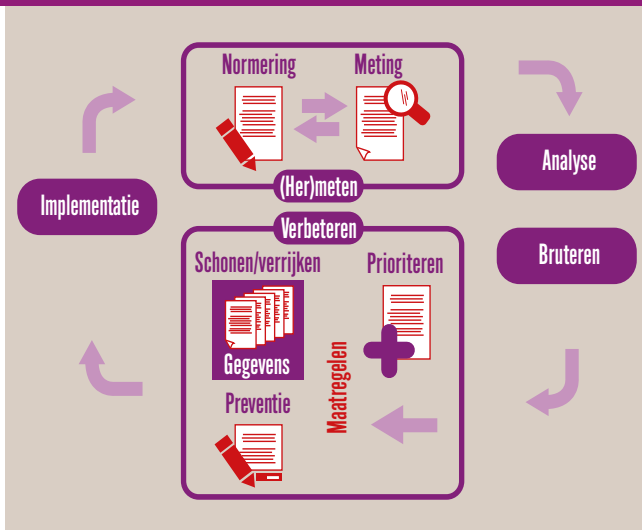 Normering
Meting
(Her)meten
Analyse
Implementatie
Bruteren
Verbeteren
Schonen/verrijken
Prioriteren
Gegevens
Maatregelen
Preventie